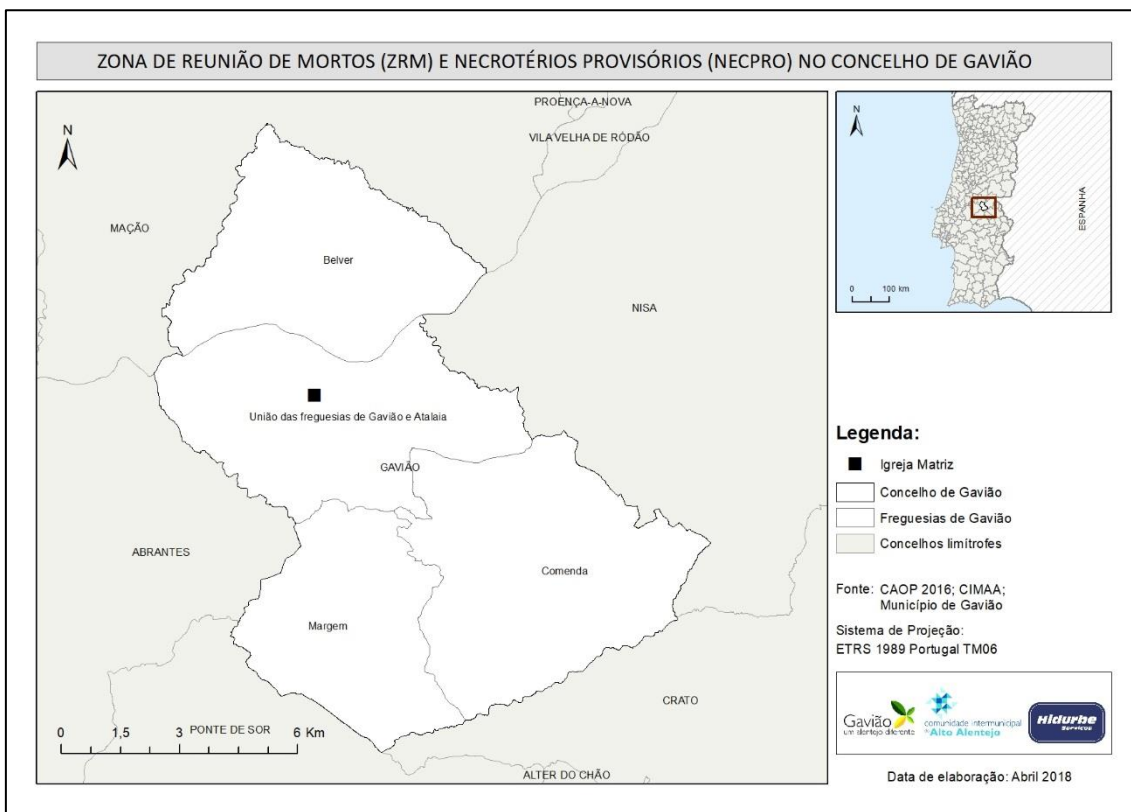 ZONA DE REUNIÃO DE MORTOS (ZRM) E NECROTÉRIOS PROVISÓRIOS (NECPRO) NO CONCELHO DE GAVIÃO
N
PROENÇA-A-NOVA
VILA VELHA DE RÓDÃO
MAÇÃO
Belver
NISA
União das freguesias de Gavião e Atalaia
GAVIÃO
ABRANTES
Comenda
Margem
CRATO
PONTE DE SOR
0 1,5 3 6 Km
ALTER DO CHÃO
N
ESPANHA
0 100 km
Legenda:
Igreja Matriz
Concelho de Gavião
Freguesias de Gavião
Concelhos limítrofes
Fonte: CAOP 2016; CIMAA;
Município de Gavião
Sistema de Projeção:
ETRS 1989 Portugal TM06
Gavião
um alentejo diferente
comunidade intermunicipal
do Alto Alentejo
Hidurbe
Serviços
Data de elaboração: Abril 2018